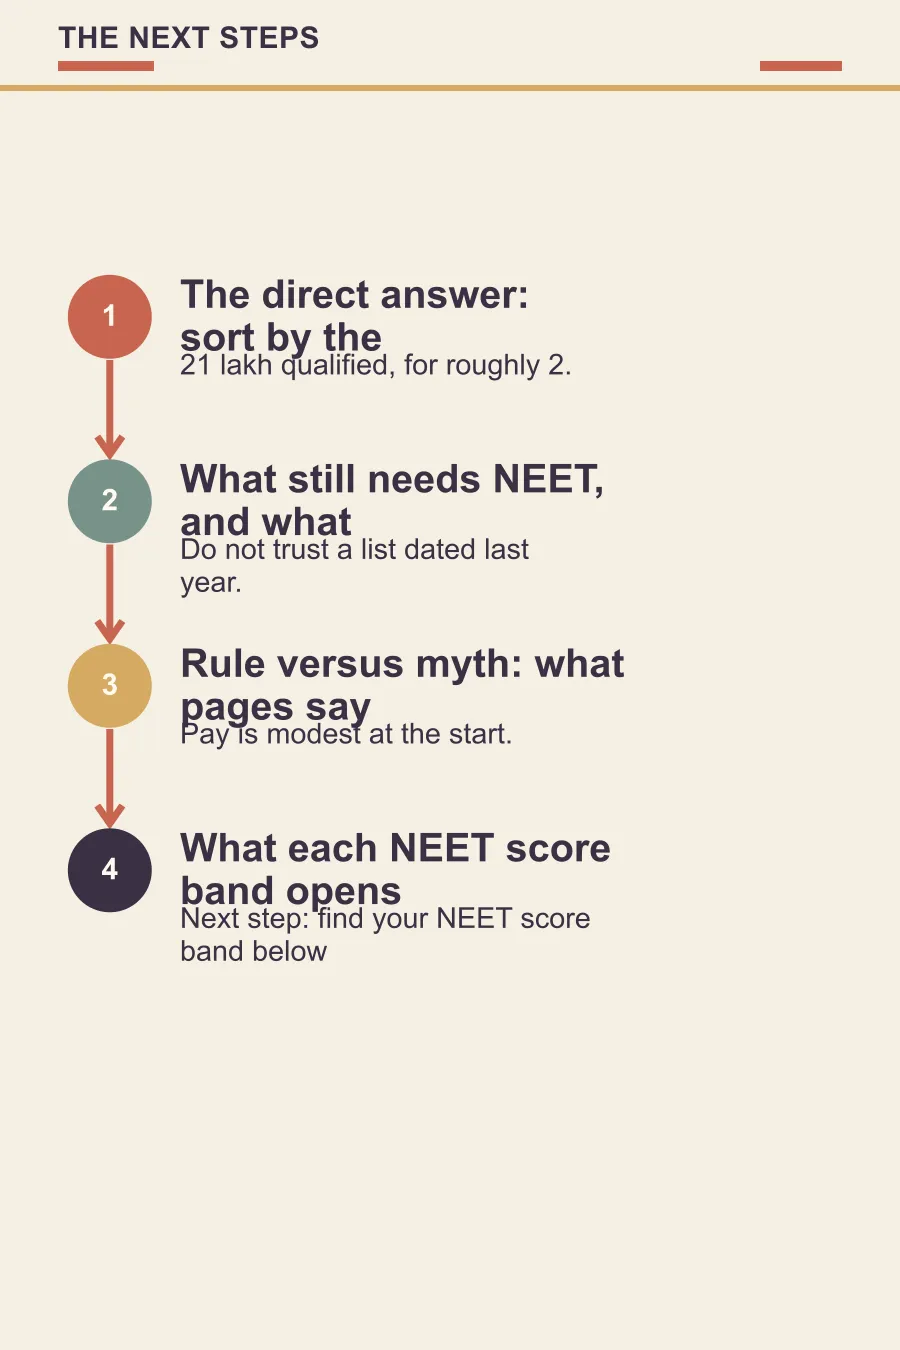 THE NEXT STEPS
1
The direct answer:
sort by the
21 lakh qualified, for roughly 2.
2
What still needs NEET,
and what
Do not trust a list dated last
year.
3
Rule versus myth: what
pages say
Pay is modest at the start.
4
What each NEET score
band opens
Next step: find your NEET score
band below